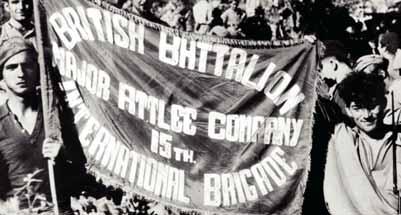 BRITISH BATTALION
MAJOR ATTLEE COMPANY
15TH.
INTERNATIONAL BRIGADE